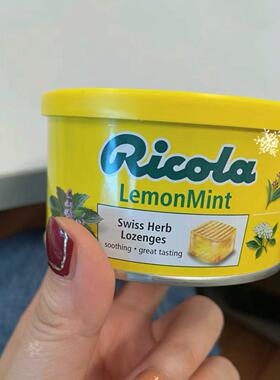 Ricola
LemonMint
Swiss Herb
Lozenges
soothing • great tasting